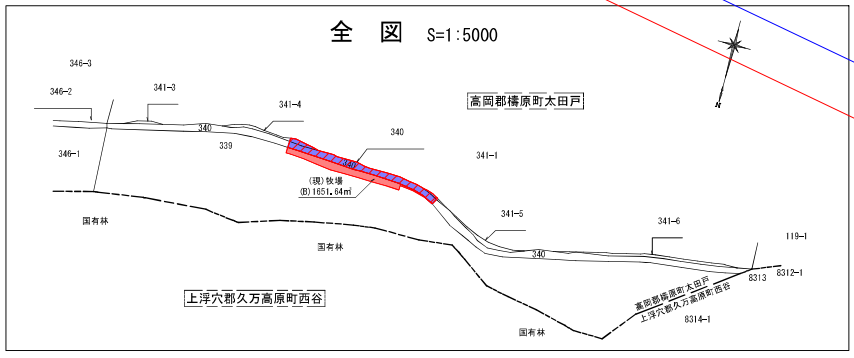 全 図 S=1:5000
346-3
346-2
341-3
341-4
高岡郡檮原町太田戸
340
340
346-1
339
340
341-1
(現)牧場
(B)1651.64㎡
341-5
341-6
国有林
119-1
国有林
340
8313
8312-1
上浮穴郡久万高原町西谷
高岡郡檮原町太田戸
上浮穴郡久万高原町西谷
8314-1
国有林
N